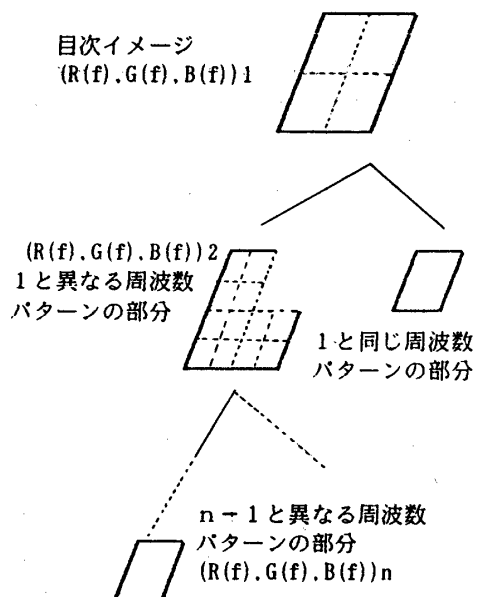 目次イメージ
(R(f).G(f).B(f))1
(R(f).G(f).B(f))2
1と異なる周波数
パターンの部分
1と同じ周波数
パターンの部分
n-1と異なる周波数
パターンの部分
(R(f).G(f).B(f))n